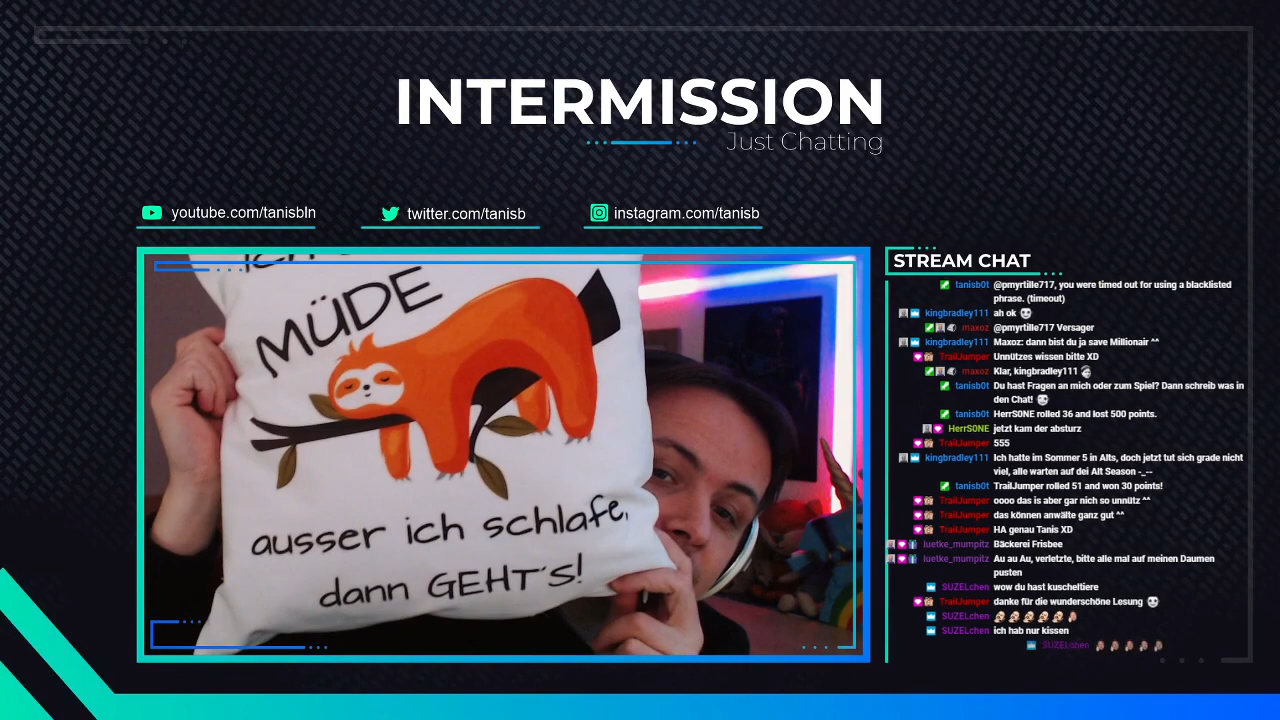 INTERMISSION
Just Chatting
youtube.com/tanisbln
twitter.com/tanisb
instagram.com/tanisb
MÜDE
ausser ich schlafe,
dann GEHT'S!
STREAM CHAT
tanisb0t @pmyrtille717, you were timed out for using a blacklisted
phrase. (timeout)
kingbradley111 ah ok
maxoz @pmyrtille717 Versager
kingbradley111 Maxoz: dann bist du ja save Millionair ^^
TrailJumper Unnützes wissen bitte XD
maxoz Klar, kingbradley111
tanisb0t Du hast Fragen an mich oder zum Spiel? Dann schreib was in
den Chat!
tanisb0t HerrS0NE rolled 36 and lost 500 points.
HerrS0NE jetzt kam der absturz
TrailJumper 555
kingbradley111 Ich hatte im Sommer 5 in Alts, doch jetzt tut sich grade nicht
viel, alle warten auf dei Alt Season -_--
tanisb0t TrailJumper rolled 51 and won 30 points!
TrailJumper oooo das is aber gar nich so unnütz ^^
TrailJumper das können anwälte ganz gut ^^
TrailJumper HA genau Tanis XD
luetke_mumpitz Bäckerei Frisbee
luetke_mumpitz Au au Au, verletzte, bitte alle mal auf meinen Daumen
pusten
SUZELchen wow du hast kuscheltiere
TrailJumper danke für die wunderschöne Lesung
SUZELchen
SUZELchen ich hab nur kissen
SUZELchen